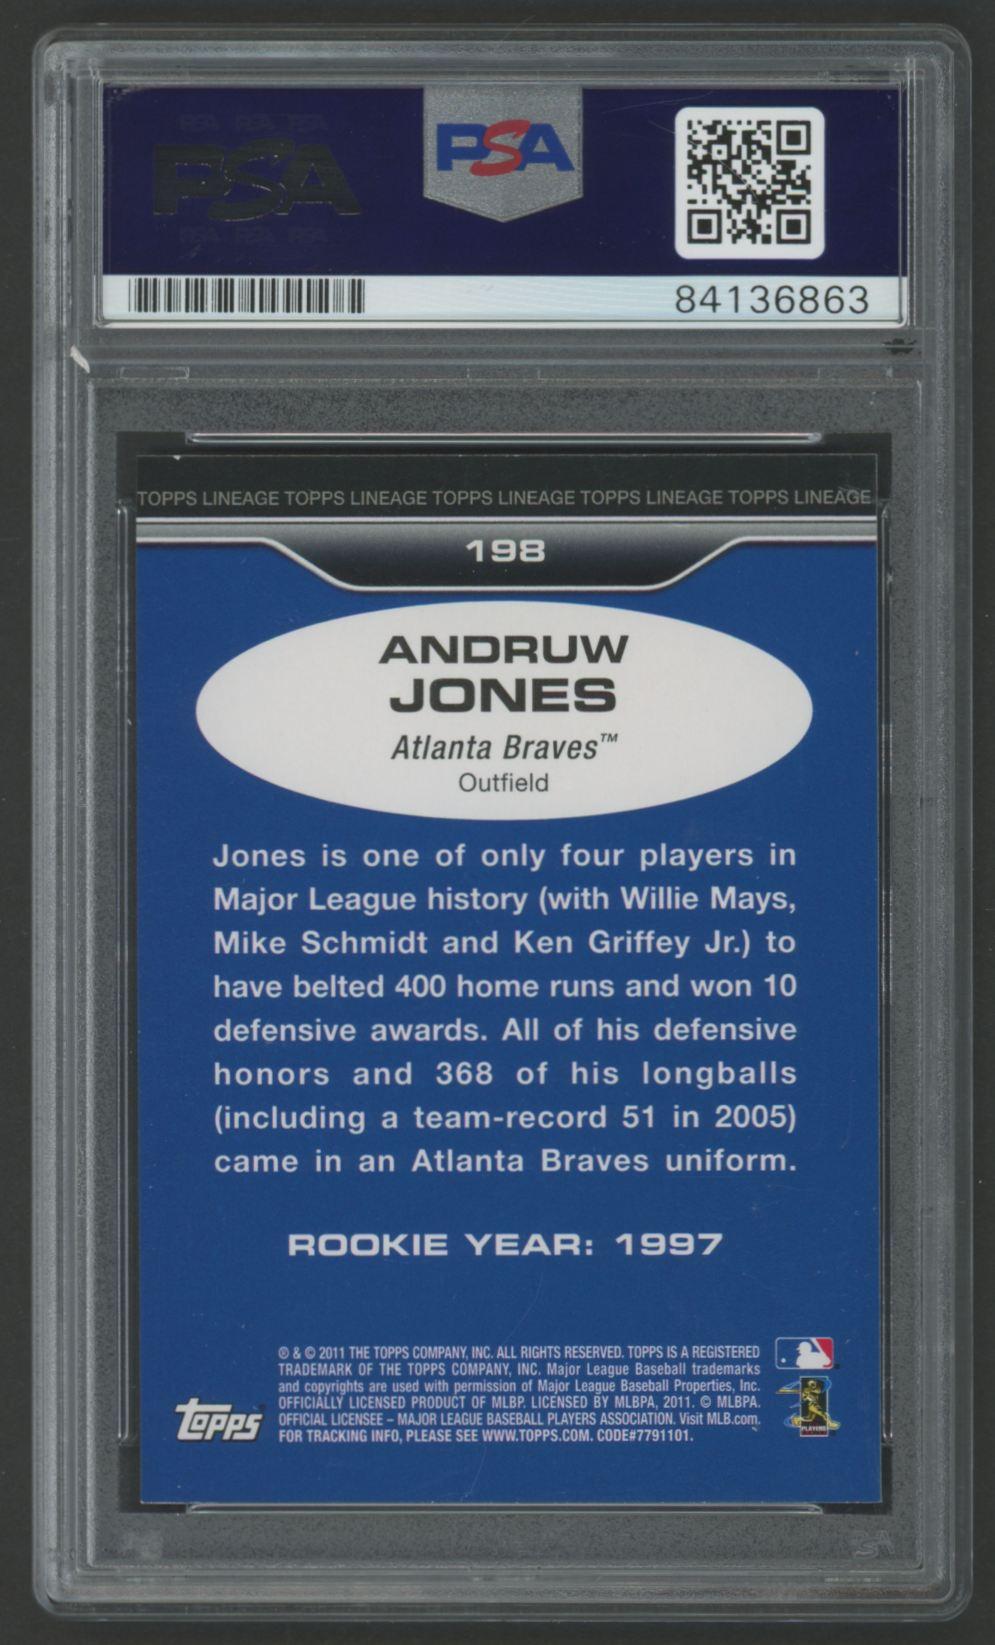 PSA PSA PSA
PSA
PSA PSA PSA
PSA
84136863
TOPPS LINEAGE TOPPS LINEAGE TOPPS LINEAGE TOPPS LINEAGE TOPPS LINEAGE
198
ANDRUW
JONES
Atlanta Braves™
Outfield
Jones is one of only four players in
Major League history (with Willie Mays,
Mike Schmidt and Ken Griffey Jr.) to
have belted 400 home runs and won 10
defensive awards. All of his defensive
honors and 368 of his longballs
(including a team-record 51 in 2005)
came in an Atlanta Braves uniform.
ROOKIE YEAR: 1997
® & © 2011 THE TOPPS COMPANY, INC. ALL RIGHTS RESERVED. TOPPS IS A REGISTERED
TRADEMARK OF THE TOPPS COMPANY, INC. Major League Baseball trademarks
and copyrights are used with permission of Major League Baseball Properties, Inc.
OFFICIALLY LICENSED PRODUCT OF MLBP. LICENSED BY MLBPA, 2011. © MLBPA.
OFFICIAL LICENSEE – MAJOR LEAGUE BASEBALL PLAYERS ASSOCIATION. Visit MLB.com.
FOR TRACKING INFO, PLEASE SEE WWW.TOPPS.COM. CODE#7791101.
topps
PLAYERS